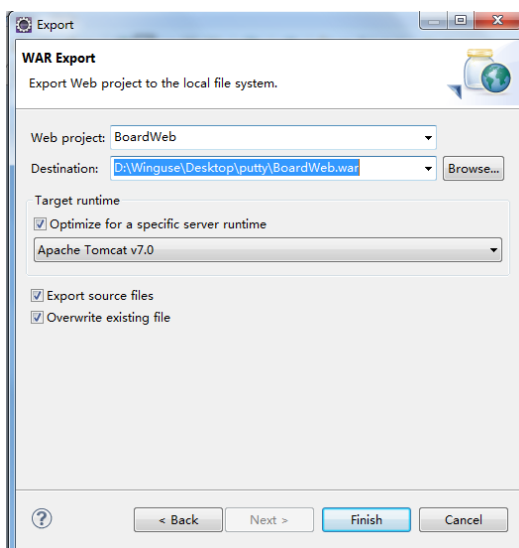 Export
WAR Export
Export Web project to the local file system.
Web project: BoardWeb
Destination: D:\Winguse\Desktop\putty\BoardWeb.war Browse...
Target runtime
Optimize for a specific server runtime
Apache Tomcat v7.0
Export source files
Overwrite existing file
? < Back Next > Finish Cancel